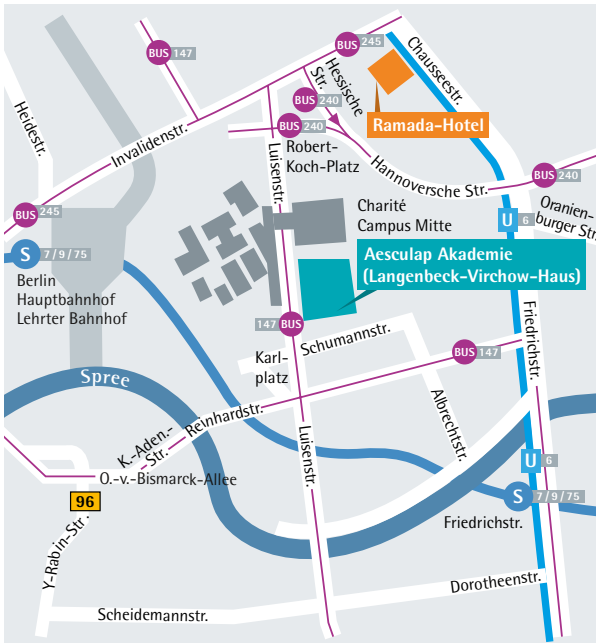 BUS 245
BUS 147
Chausseestr.
Hessische
Str.
Heidestr.
BUS 240
Ramada-Hotel
Invalidenstr.
BUS 240
Robert-
Koch-Platz
Luisenstr.
Hannoversche Str.
BUS 240
BUS 245
Oranien-
burger Str.
U 6
Charité
Campus Mitte
S 7/9/75
Aesculap Akademie
(Langenbeck-Virchow-Haus)
Berlin
Hauptbahnhof
Lehrter Bahnhof
147 BUS
Schumannstr.
Friedrichstr.
Karl-
platz
BUS 147
Spree
Albrechtstr.
Reinhardstr.
K.-Aden.-
Str.
Luisenstr.
U 6
O.-v.-Bismarck-Allee
96
S 7/9/75
Friedrichstr.
Y-Rabin-Str.
Dorotheenstr.
Scheidemannstr.